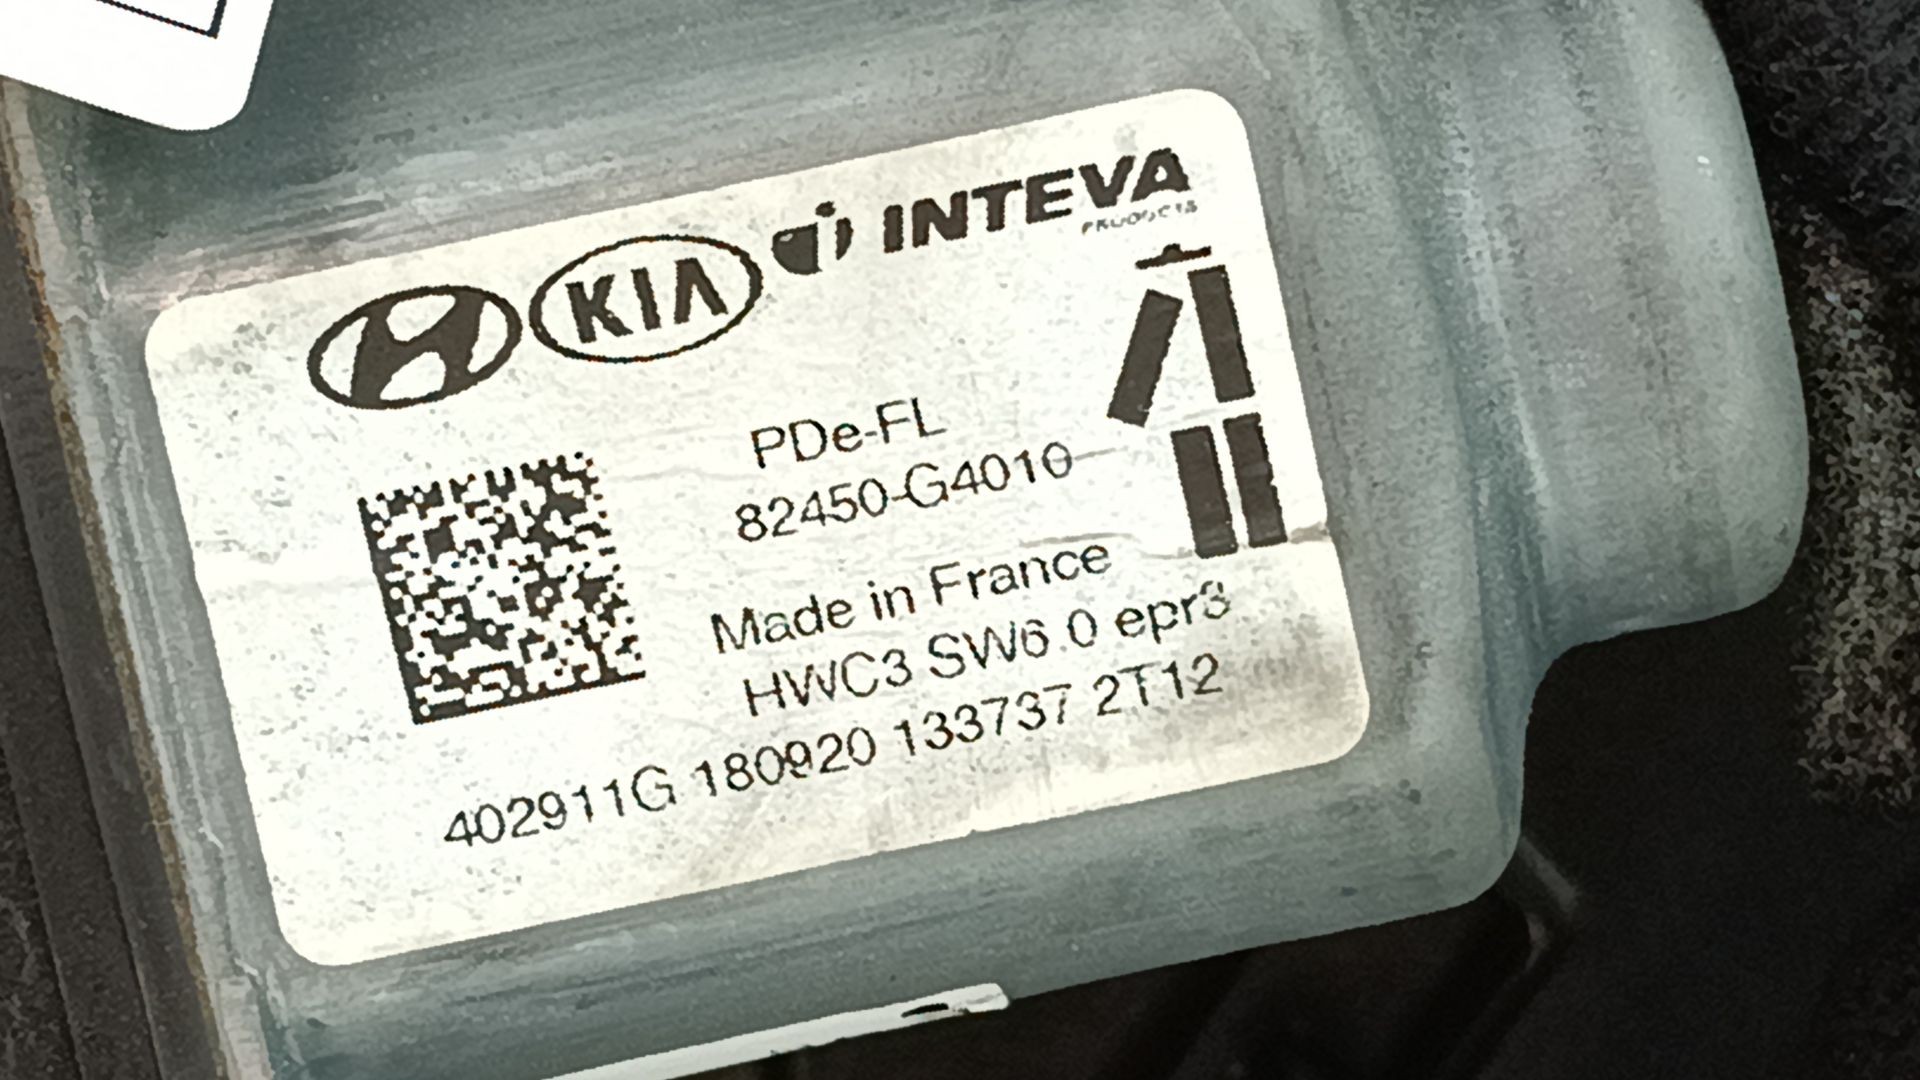 KIA INTEVA
PRODUCTS
PDe-FL
82450-G4010
Made in France
HWC3 SW6.0 epr3
402911G 180920 133737 2T12